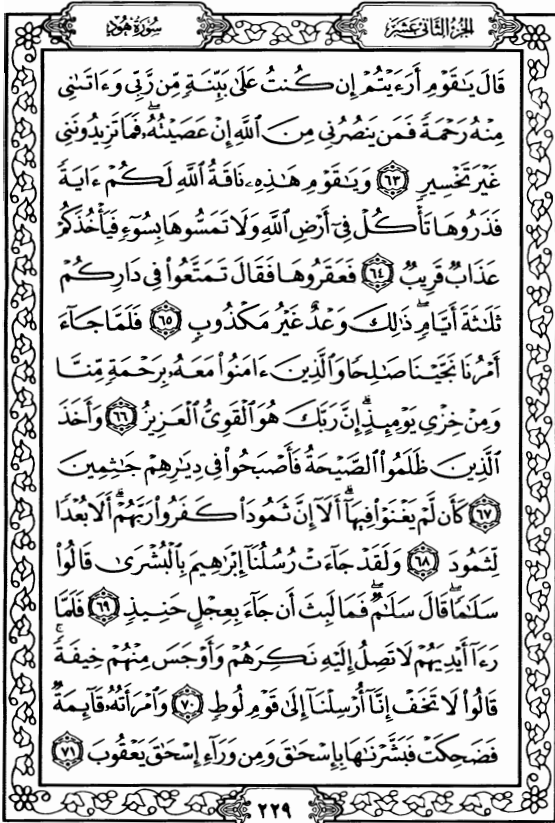 الجزء الثاني عشر
سورة هود
قَالَ يَٰقَوْمِ أَرَءَيْتُمْ إِن كُنتُ عَلَىٰ بَيِّنَةٍ مِّن رَّبِّى وَءَاتَىٰنِى
مِنْهُ رَحْمَةً فَمَن يَنصُرُنِى مِنَ ٱللَّهِ إِنْ عَصَيْتُهُۥ ۖ فَمَا تَزِيدُونَنِى
غَيْرَ تَخْسِيرٍ ٦٣ وَيَٰقَوْمِ هَٰذِهِۦ نَاقَةُ ٱللَّهِ لَكُمْ ءَايَةً
فَذَرُوهَا تَأْكُلْ فِىٓ أَرْضِ ٱللَّهِ وَلَا تَمَسُّوهَا بِسُوٓءٍ فَيَأْخُذَكُمْ
عَذَابٌ قَرِيبٌ ٦٤ فَعَقَرُوهَا فَقَالَ تَمَتَّعُوا۟ فِى دَارِكُمْ
ثَلَٰثَةَ أَيَّامٍ ۖ ذَٰلِكَ وَعْدٌ غَيْرُ مَكْذُوبٍ ٦٥ فَلَمَّا جَآءَ
أَمْرُنَا نَجَّيْنَا صَٰلِحًا وَٱلَّذِينَ ءَامَنُوا۟ مَعَهُۥ بِرَحْمَةٍ مِّنَّا
وَمِنْ خِزْىِ يَوْمِئِذٍ ۗ إِنَّ رَبَّكَ هُوَ ٱلْقَوِىُّ ٱلْعَزِيزُ ٦٦ وَأَخَذَ
ٱلَّذِينَ ظَلَمُوا۟ ٱلصَّيْحَةُ فَأَصْبَحُوا۟ فِى دِيَٰرِهِمْ جَٰثِمِينَ
٦٧ كَأَن لَّمْ يَغْنَوْا۟ فِيهَآ ۗ أَلَآ إِنَّ ثَمُودَا۟ كَفَرُوا۟ رَبَّهُمْ ۗ أَلَا بُعْدًا
لِّثَمُودَ ٦٨ وَلَقَدْ جَآءَتْ رُسُلُنَآ إِبْرَٰهِيمَ بِٱلْبُشْرَىٰ قَالُوا۟
سَلَٰمًا ۖ قَالَ سَلَٰمٌ ۖ فَمَا لَبِثَ أَن جَآءَ بِعِجْلٍ حَنِيذٍ ٦٩ فَلَمَّا
رَءَآ أَيْدِيَهُمْ لَا تَصِلُ إِلَيْهِ نَكِرَهُمْ وَأَوْجَسَ مِنْهُمْ خِيفَةً ۚ
قَالُوا۟ لَا تَخَفْ إِنَّآ أُرْسِلْنَآ إِلَىٰ قَوْمِ لُوطٍ ٧٠ وَٱمْرَأَتُهُۥ قَآئِمَةٌ
فَضَحِكَتْ فَبَشَّرْنَٰهَا بِإِسْحَٰقَ وَمِن وَرَآءِ إِسْحَٰقَ يَعْقُوبَ ٧١
٢٢٩